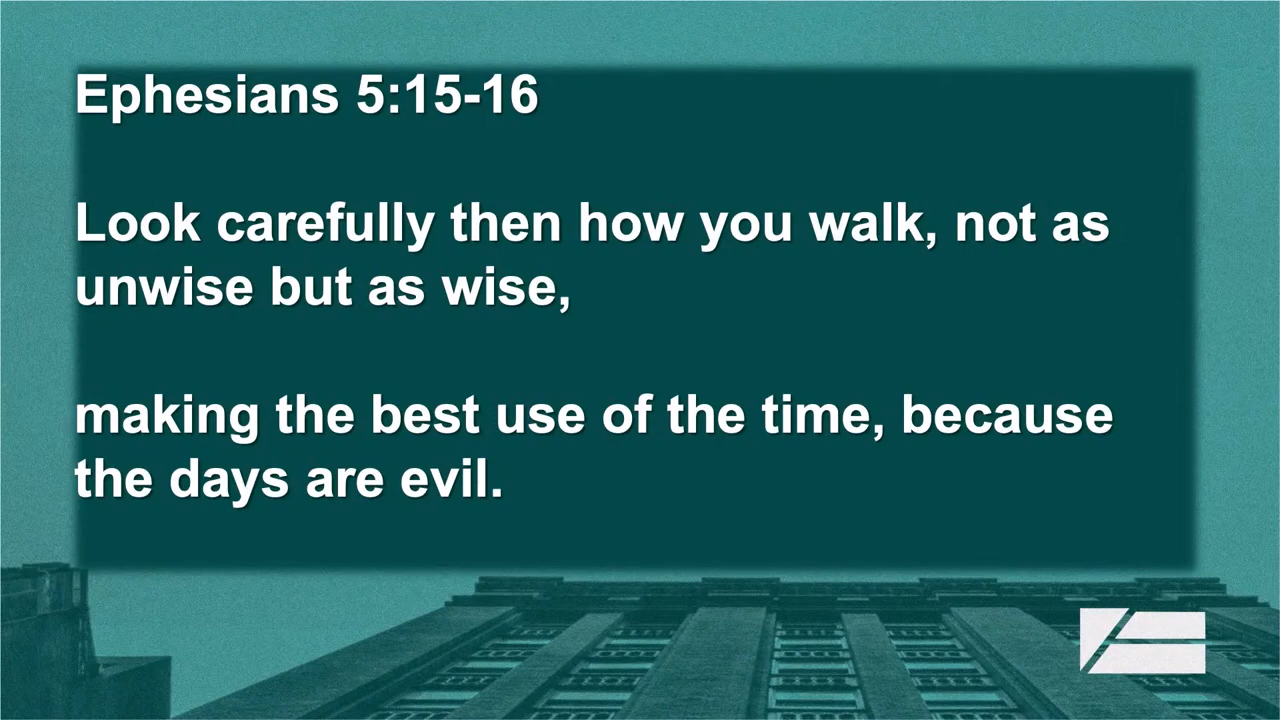 Ephesians 5:15-16
Look carefully then how you walk, not as
unwise but as wise,
making the best use of the time, because
the days are evil.